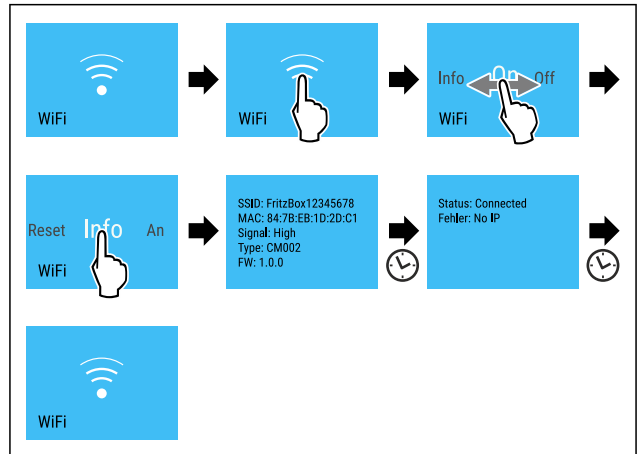 WiFi
WiFi
Info On Off
WiFi
Reset Info An
WiFi
SSID: FritzBox12345678
MAC: 84:7B:EB:1D:2D:C1
Signal: High
Type: CM002
FW: 1.0.0
Status: Connected
Fehler: No IP
WiFi